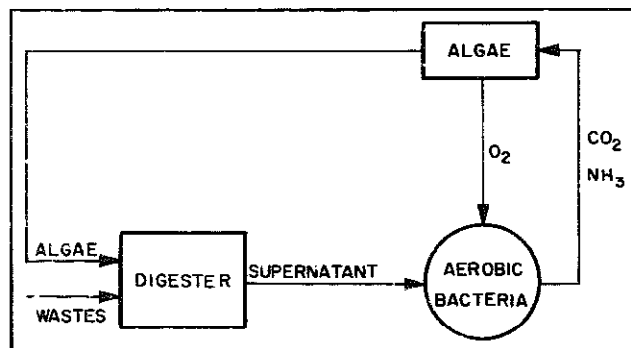 ALGAE
O2
CO2
NH3
ALGAE
WASTES
DIGESTER
SUPERNATANT
AEROBIC
BACTERIA